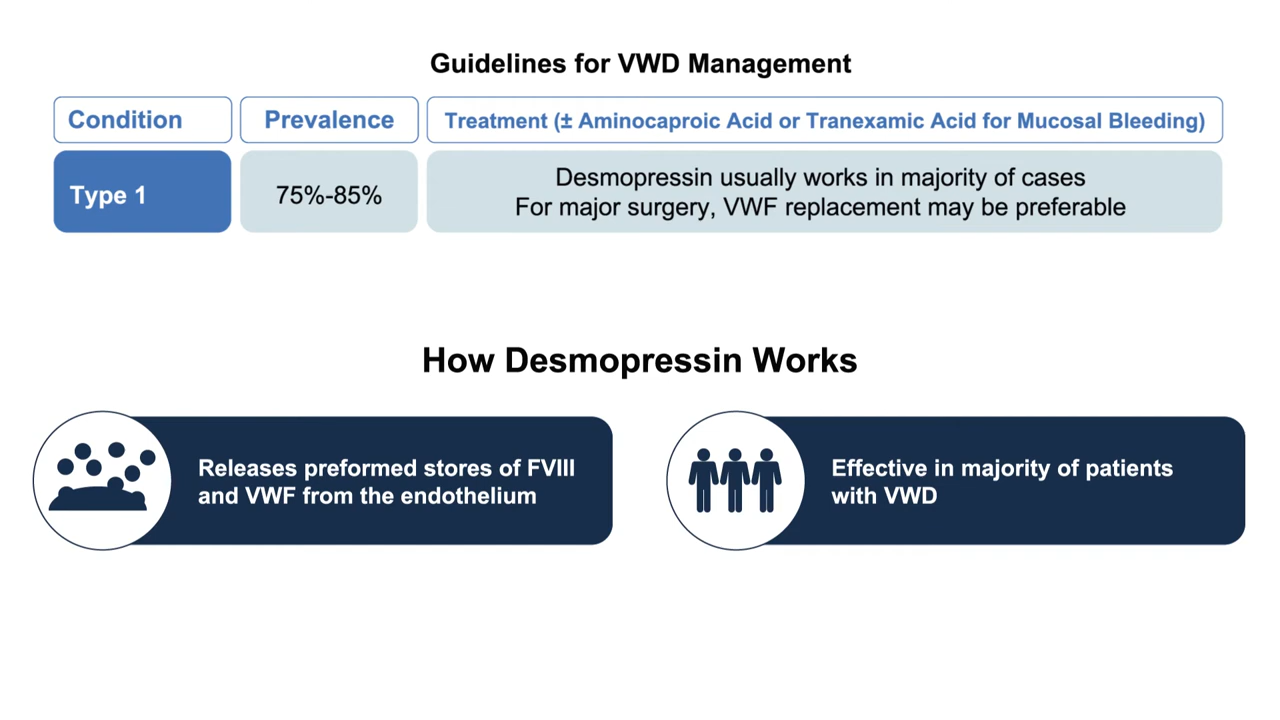 Guidelines for VWD Management
Condition
Prevalence
Treatment (± Aminocaproic Acid or Tranexamic Acid for Mucosal Bleeding)
Type 1
75%-85%
Desmopressin usually works in majority of cases
For major surgery, VWF replacement may be preferable
How Desmopressin Works
Releases preformed stores of FVIII
and VWF from the endothelium
Effective in majority of patients
with VWD